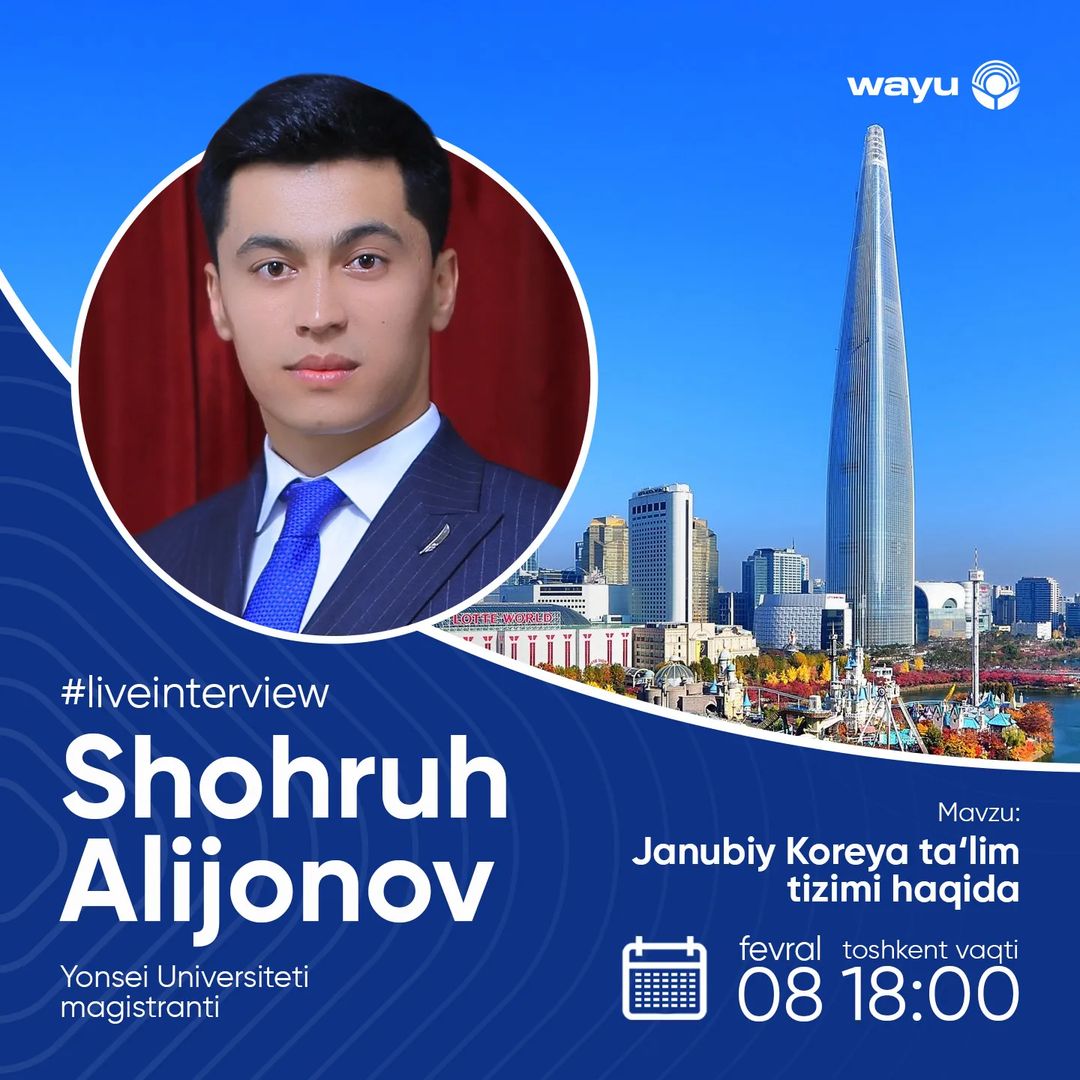 wayu
LOTTE WORLD
#liveinterview
Shohruh
Alijonov
Yonsei Universiteti
magistranti
Mavzu:
Janubiy Koreya ta‘lim
tizimi haqida
fevral
08
toshkent vaqti
18:00